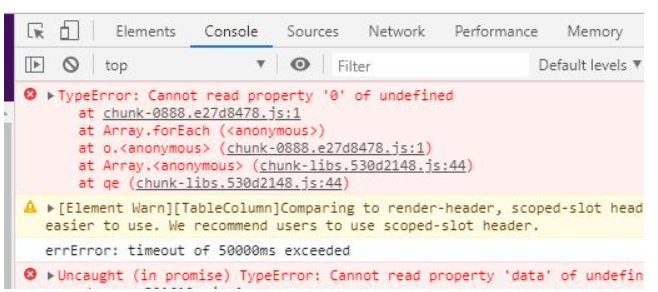 Elements Console Sources Network Performance Memory
top Filter Default levels
TypeError: Cannot read property '0' of undefined
at chunk-0888.e27d8478.js:1
at Array.forEach (<anonymous>)
at o.<anonymous> (chunk-0888.e27d8478.js:1)
at Array.<anonymous> (chunk-libs.530d2148.js:44)
at qe (chunk-libs.530d2148.js:44)
[Element Warn][TableColumn]Comparing to render-header, scoped-slot head
easier to use. We recommend users to use scoped-slot header.
errError: timeout of 50000ms exceeded
Uncaught (in promise) TypeError: Cannot read property 'data' of undefin